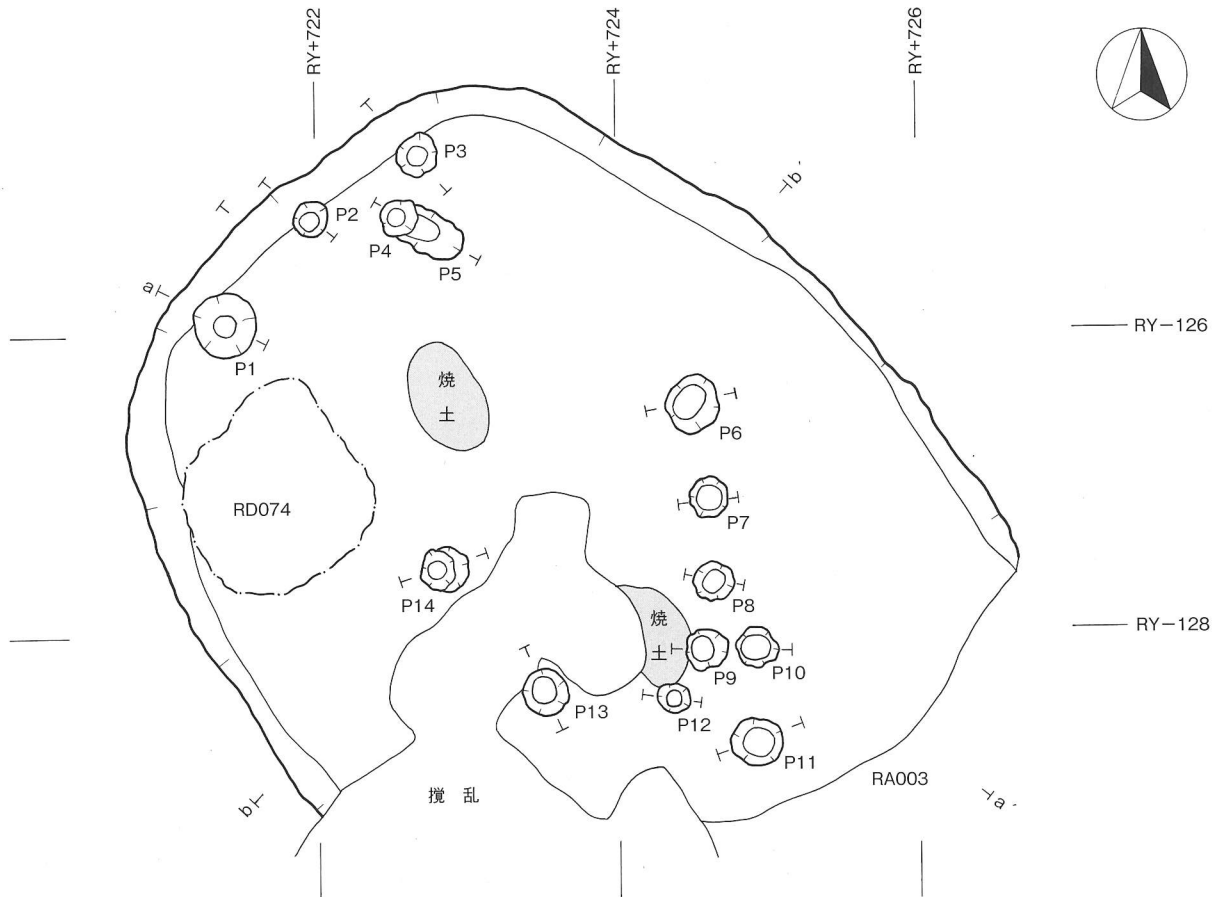 RY+722
RY+724
RY+726
P3
b′
P2
P4
P5
a
RY－126
P1
焼
土
P6
RD074
P7
P14
P8
焼
土
RY－128
P9
P10
P13
P12
P11
RA003
b
撹 乱
a′